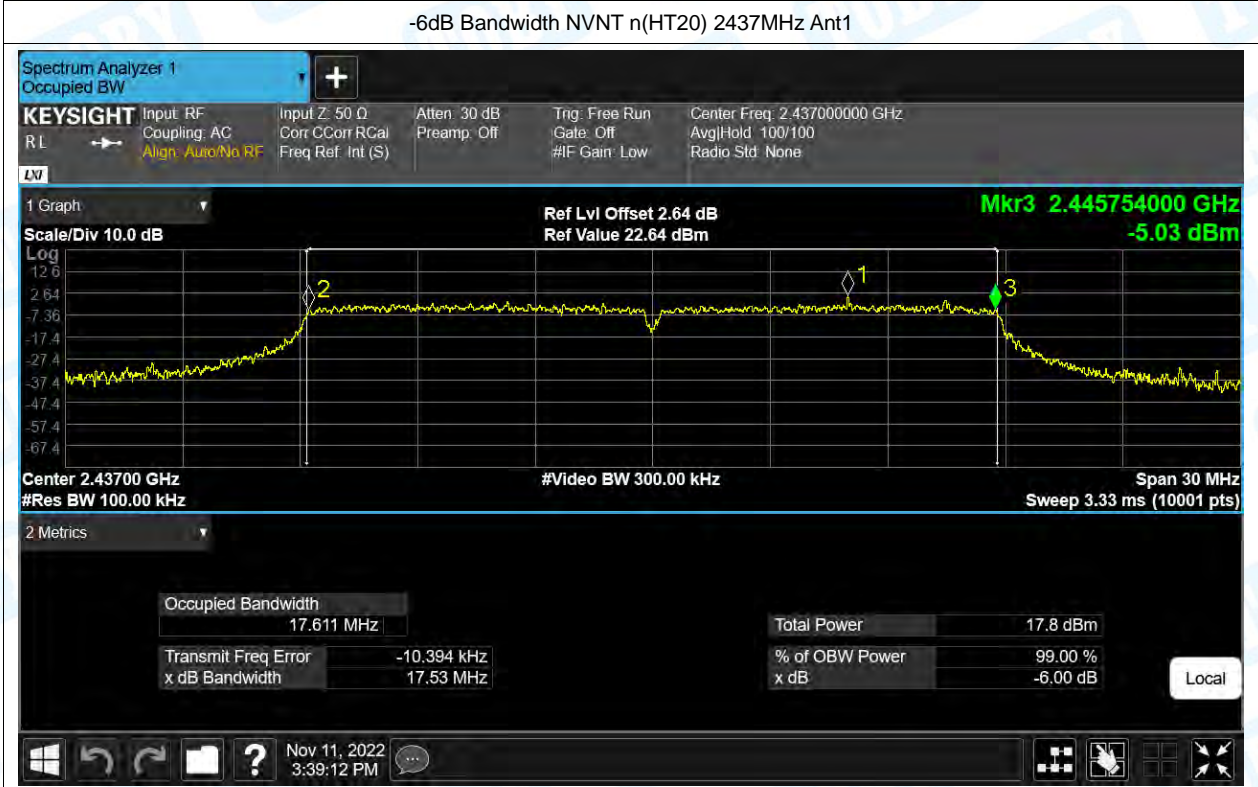 -6dB Bandwidth NVNT n(HT20) 2437MHz Ant1
Spectrum Analyzer 1
Occupied BW
KEYSIGHT
R L
LXI
Input: RF
Coupling: AC
Align: Auto/No RF
Input Z: 50 Ω
Corr CCorr RCal
Freq Ref: Int (S)
Atten: 30 dB
Preamp: Off
Trig: Free Run
Gate: Off
#IF Gain: Low
Center Freq: 2.437000000 GHz
Avg|Hold: 100/100
Radio Std: None
1 Graph
Scale/Div 10.0 dB
Ref Lvl Offset 2.64 dB
Ref Value 22.64 dBm
Mkr3 2.445754000 GHz
-5.03 dBm
Log
12.6
2.64
-7.36
-17.4
-27.4
-37.4
-47.4
-57.4
-67.4
2
1
3
Center 2.43700 GHz
#Res BW 100.00 kHz
#Video BW 300.00 kHz
Span 30 MHz
Sweep 3.33 ms (10001 pts)
2 Metrics
Occupied Bandwidth
17.611 MHz
Transmit Freq Error -10.394 kHz
x dB Bandwidth 17.53 MHz
Total Power 17.8 dBm
% of OBW Power 99.00 %
x dB -6.00 dB
Local
Nov 11, 2022
3:39:12 PM